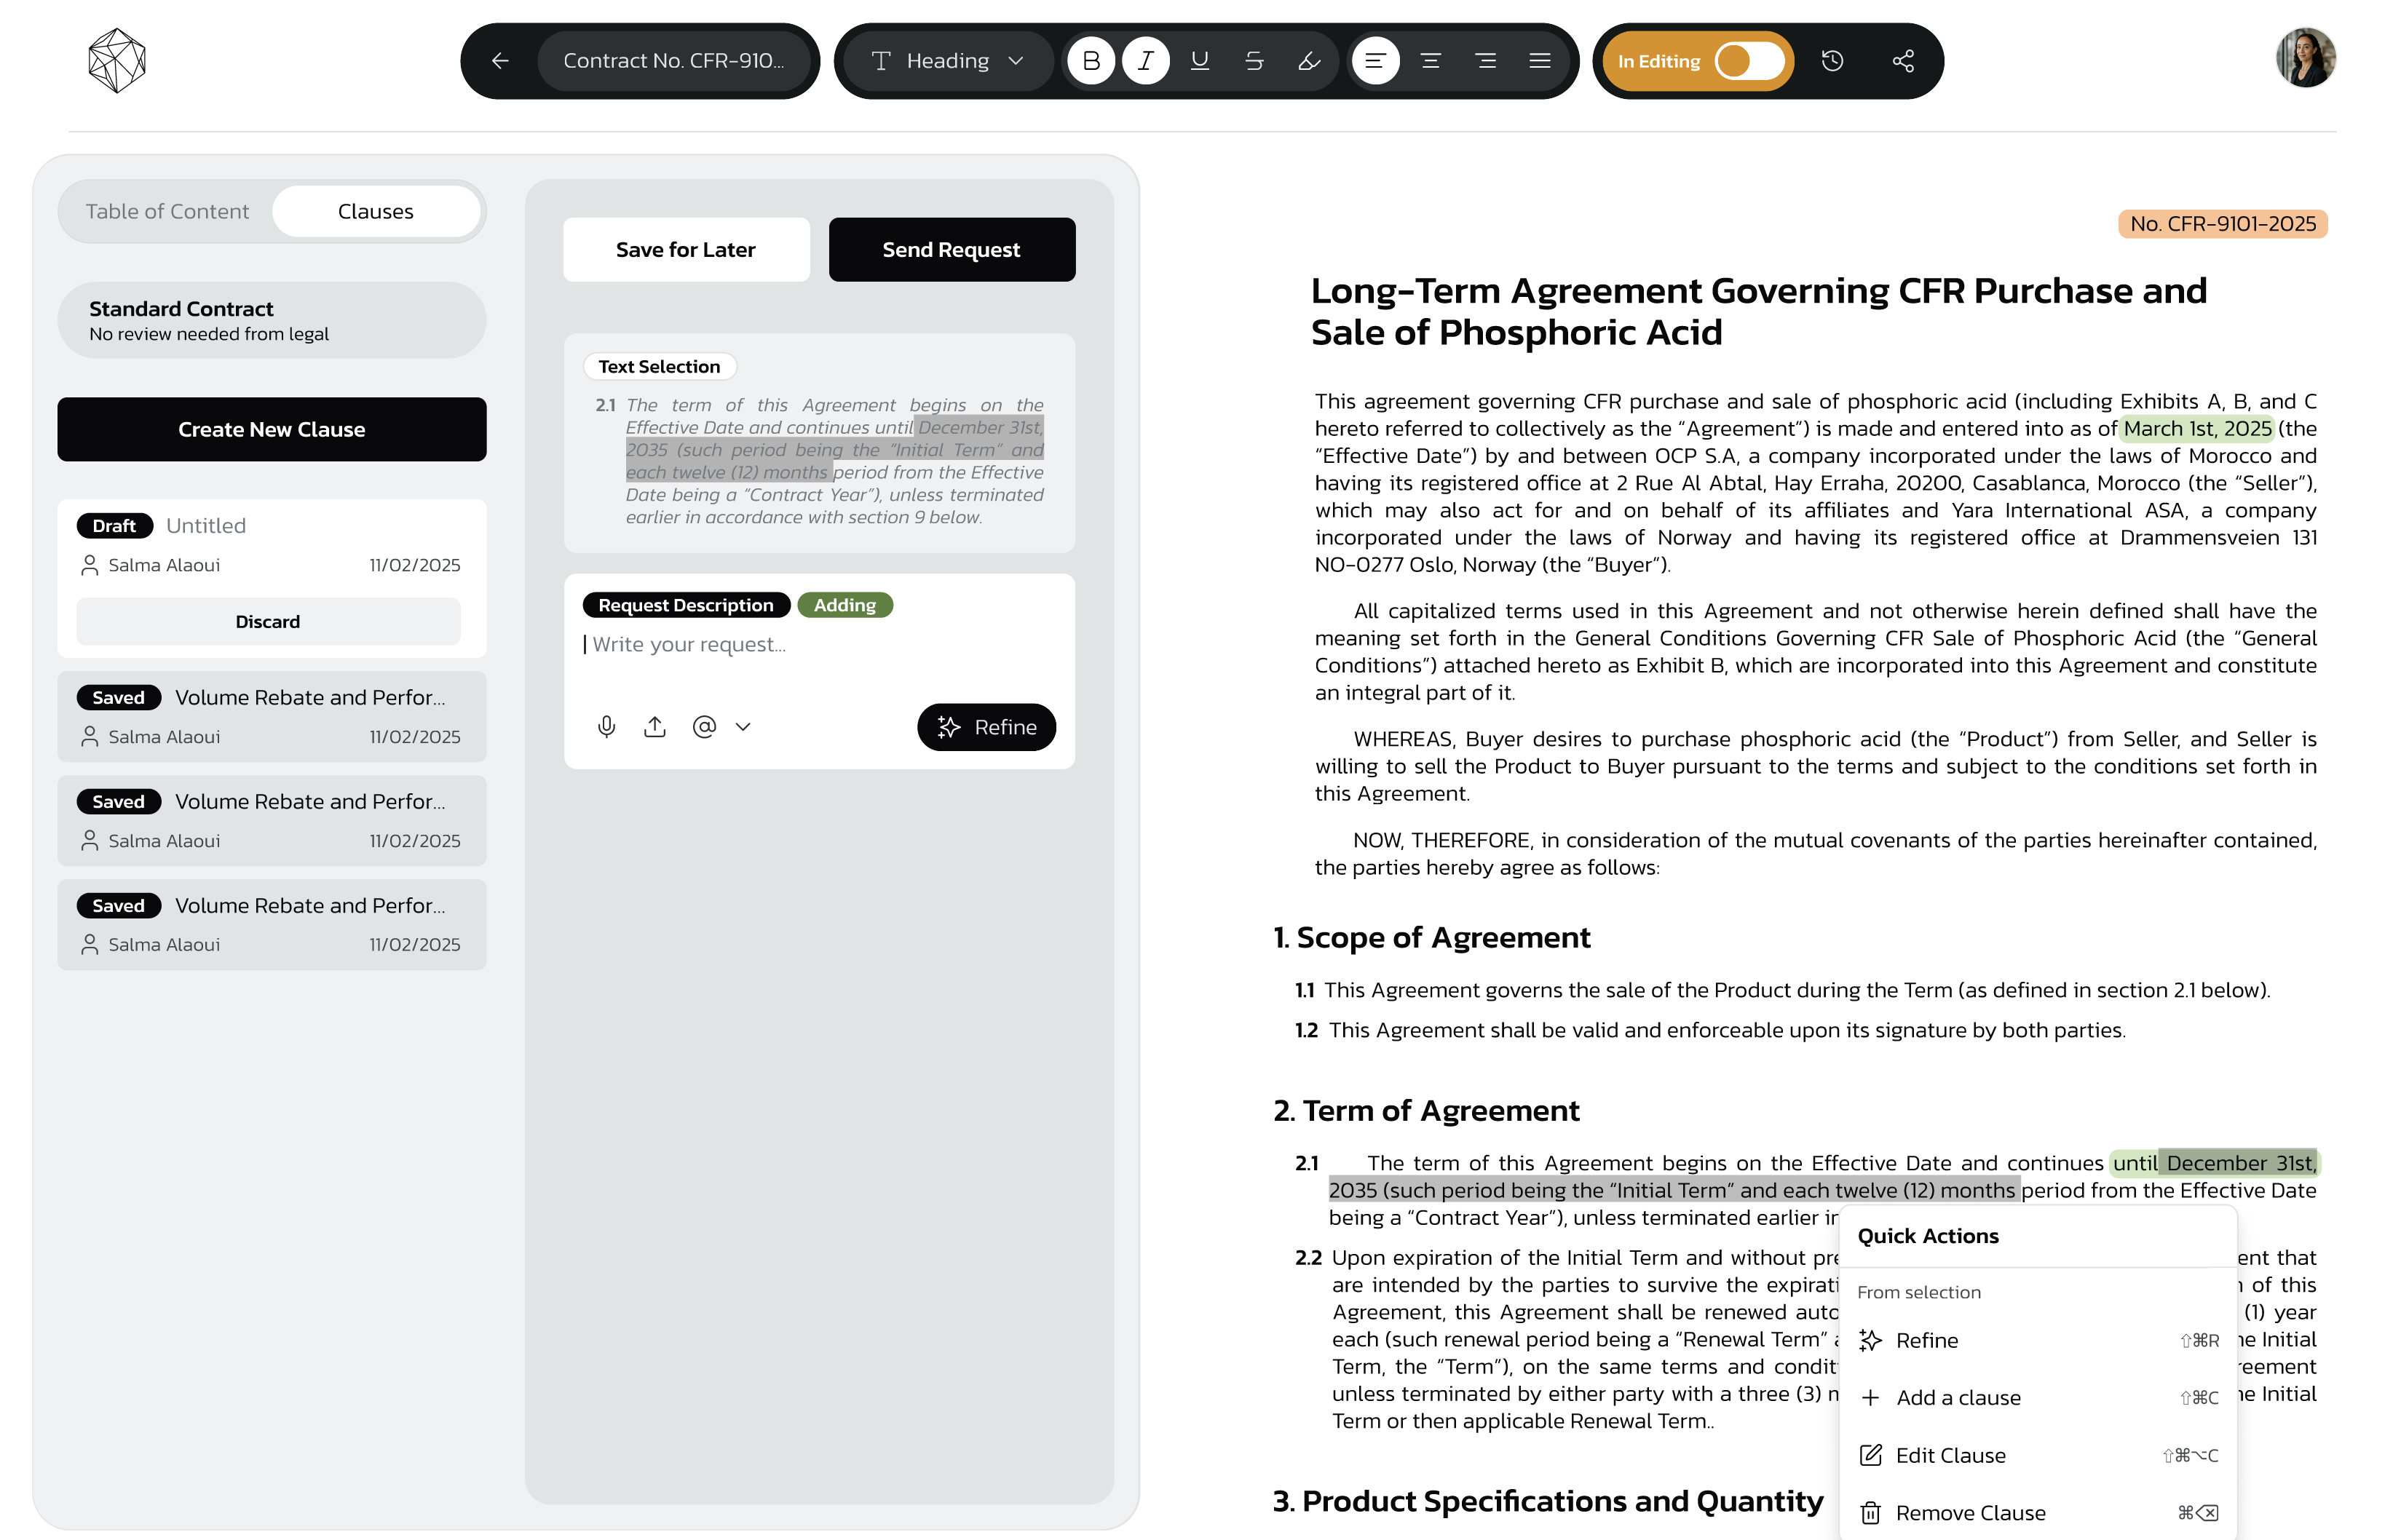 Contract No. CFR-910...
Heading
B
I
U
S
In Editing
Table of Content
Clauses
Standard Contract
No review needed from legal
Create New Clause
Draft
Untitled
Salma Alaoui
11/02/2025
Discard
Saved
Volume Rebate and Perfor...
Salma Alaoui
11/02/2025
Saved
Volume Rebate and Perfor...
Salma Alaoui
11/02/2025
Saved
Volume Rebate and Perfor...
Salma Alaoui
11/02/2025
Save for Later
Send Request
Text Selection
2.1 The term of this Agreement begins on the
Effective Date and continues until December 31st,
2035 (such period being the “Initial Term” and
each twelve (12) months period from the Effective
Date being a “Contract Year”), unless terminated
earlier in accordance with section 9 below.
Request Description
Adding
Write your request...
Refine
No. CFR-9101-2025
Long-Term Agreement Governing CFR Purchase and
Sale of Phosphoric Acid
This agreement governing CFR purchase and sale of phosphoric acid (including Exhibits A, B, and C
hereto referred to collectively as the “Agreement”) is made and entered into as of March 1st, 2025 (the
“Effective Date”) by and between OCP S.A, a company incorporated under the laws of Morocco and
having its registered office at 2 Rue Al Abtal, Hay Erraha, 20200, Casablanca, Morocco (the “Seller”),
which may also act for and on behalf of its affiliates and Yara International ASA, a company
incorporated under the laws of Norway and having its registered office at Drammensveien 131
NO-0277 Oslo, Norway (the “Buyer”).
All capitalized terms used in this Agreement and not otherwise herein defined shall have the
meaning set forth in the General Conditions Governing CFR Sale of Phosphoric Acid (the “General
Conditions”) attached hereto as Exhibit B, which are incorporated into this Agreement and constitute
an integral part of it.
WHEREAS, Buyer desires to purchase phosphoric acid (the “Product”) from Seller, and Seller is
willing to sell the Product to Buyer pursuant to the terms and subject to the conditions set forth in
this Agreement.
NOW, THEREFORE, in consideration of the mutual covenants of the parties hereinafter contained,
the parties hereby agree as follows:
1. Scope of Agreement
1.1 This Agreement governs the sale of the Product during the Term (as defined in section 2.1 below).
1.2 This Agreement shall be valid and enforceable upon its signature by both parties.
2. Term of Agreement
2.1 The term of this Agreement begins on the Effective Date and continues until December 31st,
2035 (such period being the “Initial Term” and each twelve (12) months period from the Effective Date
being a “Contract Year”), unless terminated earlier
2.2 Upon expiration of the Initial Term and without that
are intended by the parties to survive the of this
Agreement, this Agreement shall be renewed (1) year
each (such renewal period being a “Renewal Term” Initial
Term, the “Term”), on the same terms and
unless terminated by either party with a three (3) Initial
Term or then applicable Renewal Term..
3. Product Specifications and Quantity
Quick Actions
From selection
Refine ⇧⌘R
Add a clause ⇧⌘C
Edit Clause ⇧⌘⌥C
Remove Clause ⌘⌫